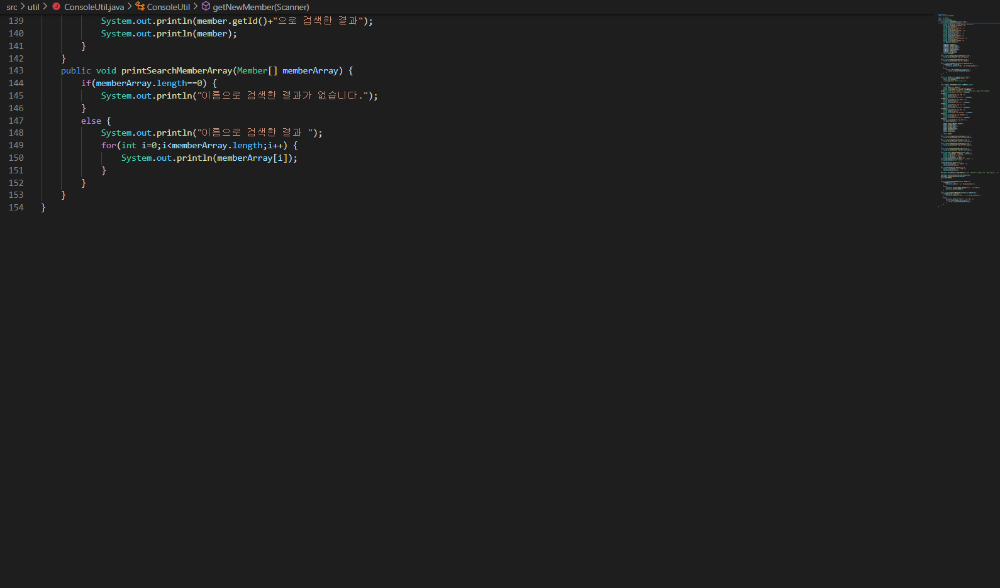 src > util > ConsoleUtil.java > ConsoleUtil > getNewMember(Scanner)
139 System.out.println(member.getId()+"으로 검색한 결과");
140 System.out.println(member);
141 }
142 }
143 public void printSearchMemberArray(Member[] memberArray) {
144 if(memberArray.length==0) {
145 System.out.println("이름으로 검색한 결과가 없습니다.");
146 }
147 else {
148 System.out.println("이름으로 검색한 결과 ");
149 for(int i=0;i<memberArray.length;i++) {
150 System.out.println(memberArray[i]);
151 }
152 }
153 }
154 }